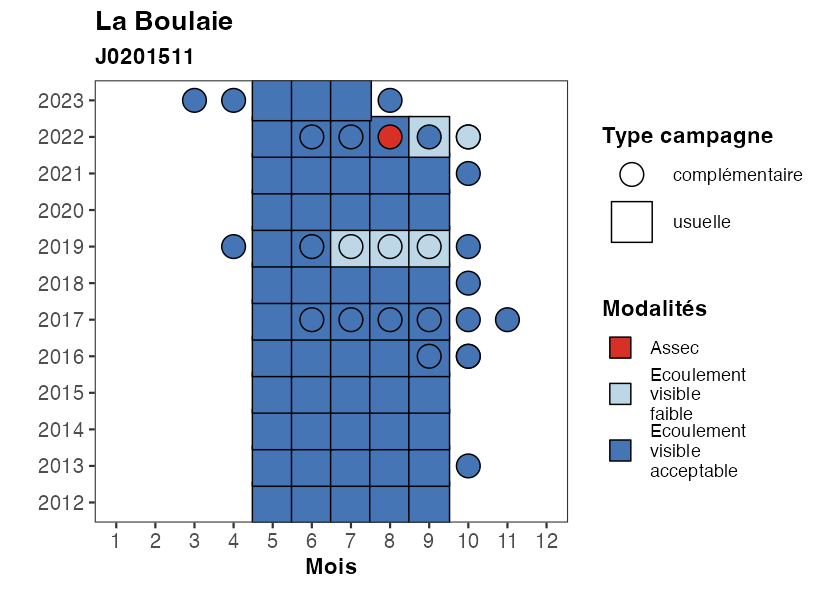 La Boulaie
J0201511
2023
2022
2021
2020
2019
2018
2017
2016
2015
2014
2013
2012
1 2 3 4 5 6 7 8 9 10 11 12
Mois
Type campagne
complémentaire
usuelle
Modalités
Assec
Ecoulement
visible
faible
Ecoulement
visible
acceptable